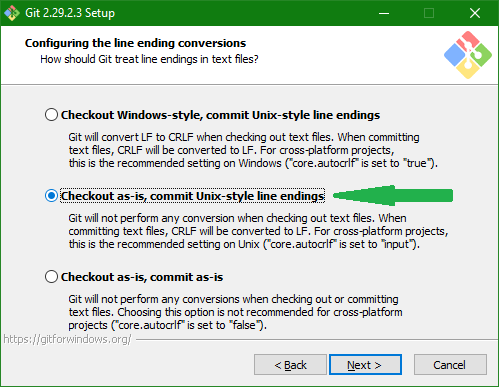 Git 2.29.2.3 Setup
Configuring the line ending conversions
How should Git treat line endings in text files?
Checkout Windows-style, commit Unix-style line endings
Git will convert LF to CRLF when checking out text files. When committing
text files, CRLF will be converted to LF. For cross-platform projects,
this is the recommended setting on Windows ("core.autocrlf" is set to "true").
Checkout as-is, commit Unix-style line endings
Git will not perform any conversion when checking out text files. When
committing text files, CRLF will be converted to LF. For cross-platform projects,
this is the recommended setting on Unix ("core.autocrlf" is set to "input").
Checkout as-is, commit as-is
Git will not perform any conversions when checking out or committing
text files. Choosing this option is not recommended for cross-platform
projects ("core.autocrlf" is set to "false").
https://gitforwindows.org/
< Back
Next >
Cancel